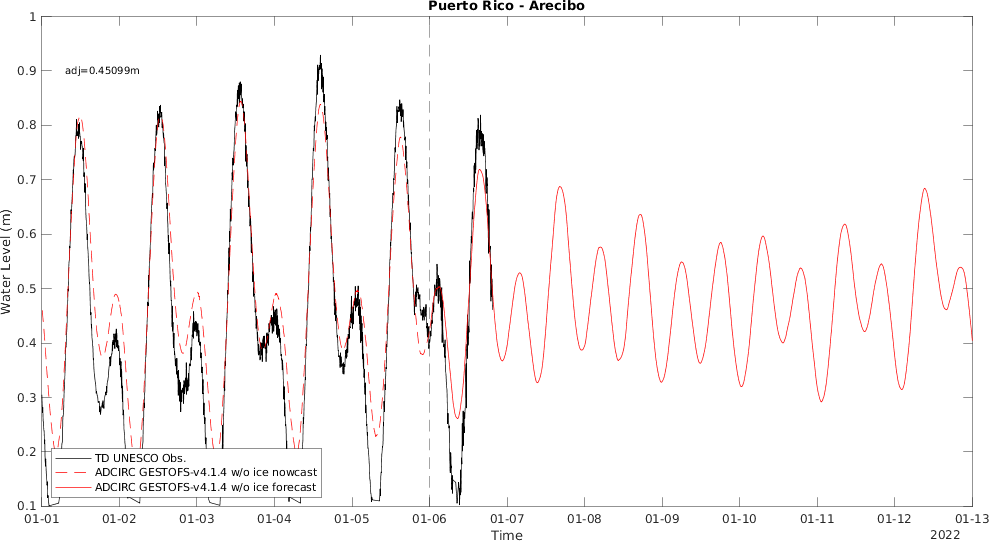 Puerto Rico - Arecibo
adj=0.45099m
Water Level (m)
1
0.9
0.8
0.7
0.6
0.5
0.4
0.3
0.2
0.1
TD UNESCO Obs.
ADCIRC GESTOFS-v4.1.4 w/o ice nowcast
ADCIRC GESTOFS-v4.1.4 w/o ice forecast
01-01 01-02 01-03 01-04 01-05 01-06 01-07 01-08 01-09 01-10 01-11 01-12 01-13
Time
2022